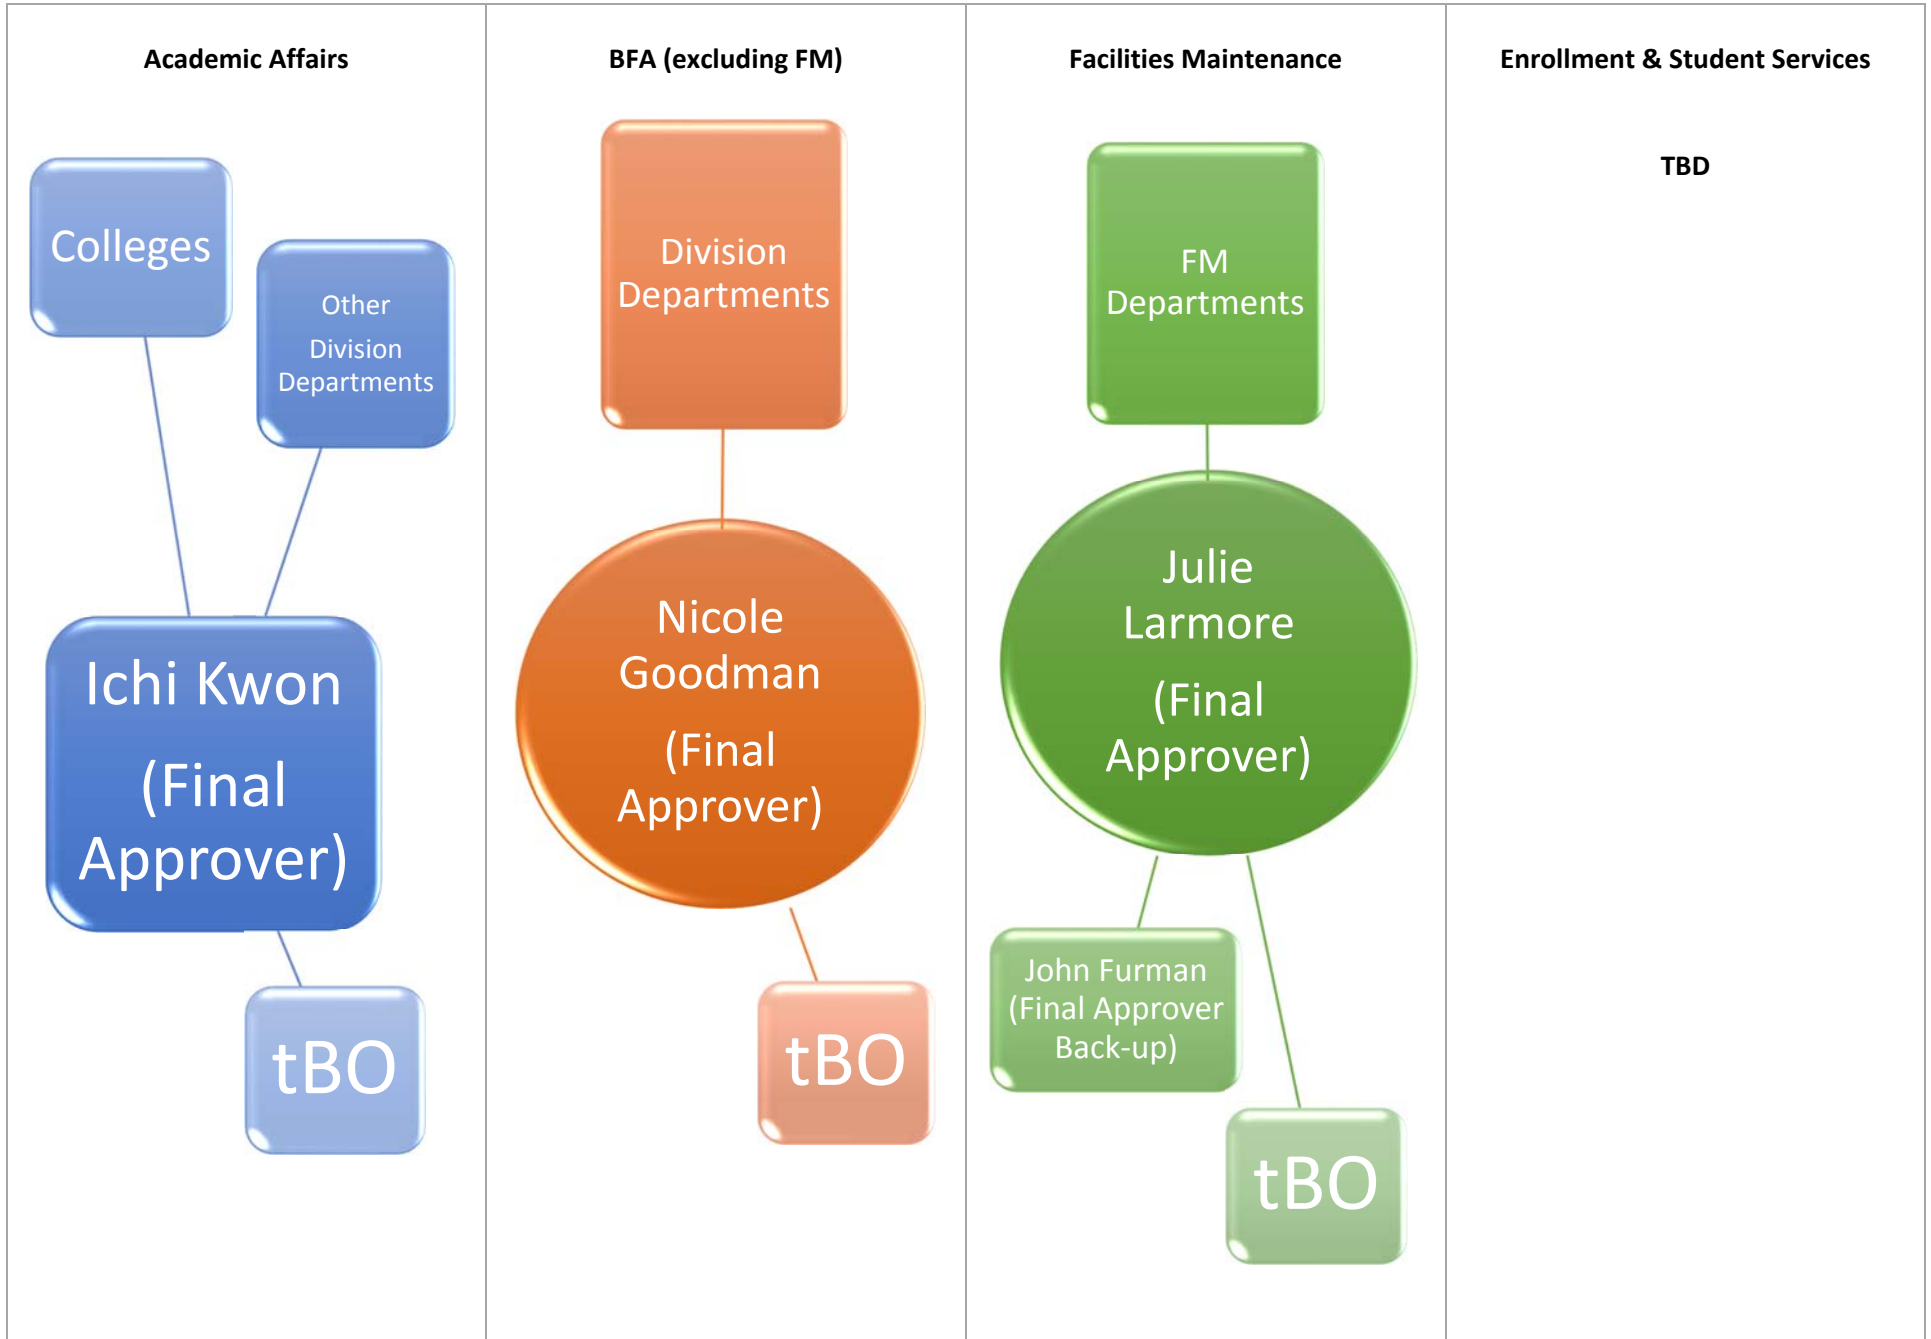 Academic Affairs
Colleges
Other
Division
Departments
Ichi Kwon
(Final
Approver)
tBO
BFA (excluding FM)
Division
Departments
Nicole
Goodman
(Final
Approver)
tBO
Facilities Maintenance
FM
Departments
Julie
Larmore
(Final
Approver)
John Furman
(Final Approver
Back-up)
tBO
Enrollment & Student Services
TBD